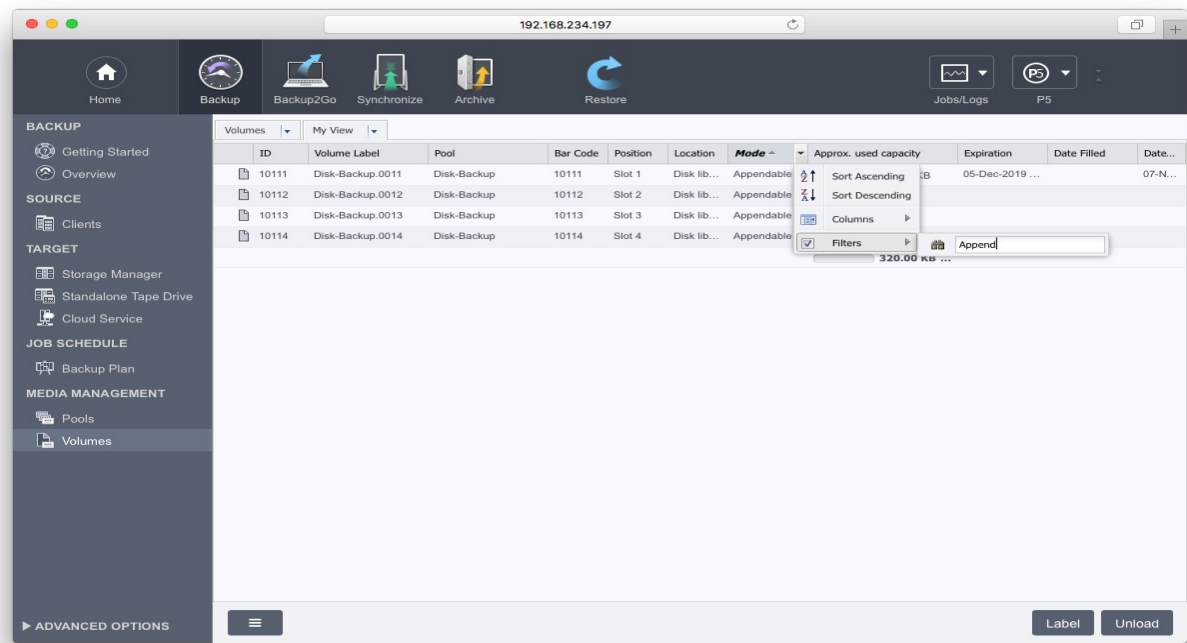 192.168.234.197
Home
Backup
Backup2Go
Synchronize
Archive
Restore
Jobs/Logs
P5
P5
BACKUP
Getting Started
Overview
SOURCE
Clients
TARGET
Storage Manager
Standalone Tape Drive
Cloud Service
JOB SCHEDULE
Backup Plan
MEDIA MANAGEMENT
Pools
Volumes
ADVANCED OPTIONS
Volumes My View
ID Volume Label Pool Bar Code Position Location Mode Approx. used capacity Expiration Date Filled Date...
10111 Disk-Backup.0011 Disk-Backup 10111 Slot 1 Disk lib... Appendable KB 05-Dec-2019 ... 07-N...
10112 Disk-Backup.0012 Disk-Backup 10112 Slot 2 Disk lib... Appendable
10113 Disk-Backup.0013 Disk-Backup 10113 Slot 3 Disk lib... Appendable
10114 Disk-Backup.0014 Disk-Backup 10114 Slot 4 Disk lib... Appendable
320.00 KB ...
Sort Ascending
Sort Descending
Columns
Filters
Append
Label Unload